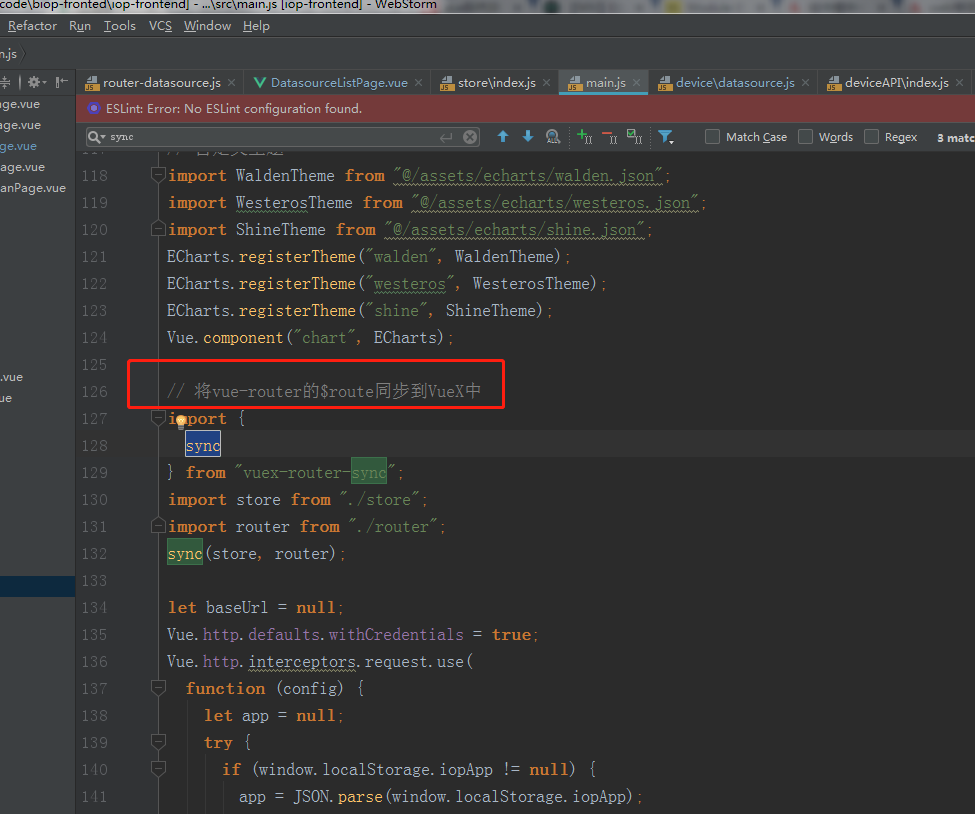 code\biop-fronted\iop-frontend] - ...\src\main.js [iop-frontend] - WebStorm
Refactor Run Tools VCS Window Help
n.js
router-datasource.js DatasourceListPage.vue store\index.js main.js device\datasource.js deviceAPI\index.js
ESLint: Error: No ESLint configuration found.
sync Match Case Words Regex 3 matc
age.vue
age.vue
ge.vue
age.vue
anPage.vue
.vue
ue
118 import WaldenTheme from "@/assets/echarts/walden.json";
119 import WesterosTheme from "@/assets/echarts/westeros.json";
120 import ShineTheme from "@/assets/echarts/shine.json";
121 ECharts.registerTheme("walden", WaldenTheme);
122 ECharts.registerTheme("westeros", WesterosTheme);
123 ECharts.registerTheme("shine", ShineTheme);
124 Vue.component("chart", ECharts);
125
126 // 将vue-router的$route同步到VueX中
127 import {
128 sync
129 } from "vuex-router-sync";
130 import store from "./store";
131 import router from "./router";
132 sync(store, router);
133
134 let baseUrl = null;
135 Vue.http.defaults.withCredentials = true;
136 Vue.http.interceptors.request.use(
137 function (config) {
138 let app = null;
139 try {
140 if (window.localStorage.iopApp != null) {
141 app = JSON.parse(window.localStorage.iopApp);